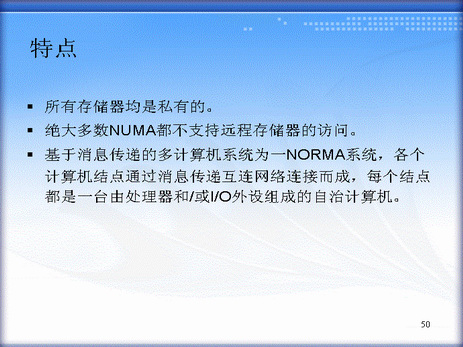 特点
▪ 所有存储器均是私有的。
▪ 绝大多数NUMA都不支持远程存储器的访问。
▪ 基于消息传递的多计算机系统为一NORMA系统，各个
计算机结点通过消息传递互连网络连接而成，每个结点
都是一台由处理器和/或I/O外设组成的自治计算机。
50